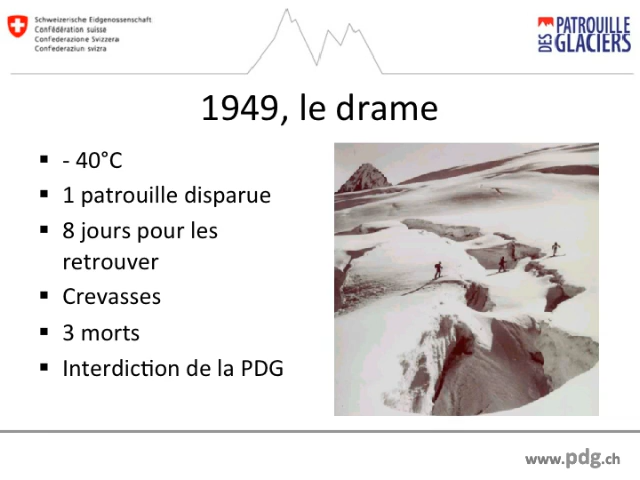 Schweizerische Eidgenossenschaft
Confédération suisse
Confederazione Svizzera
Confederaziun svizra
PATROUILLE
DES GLACIERS
1949, le drame
- 40°C
1 patrouille disparue
8 jours pour les
retrouver
Crevasses
3 morts
Interdiction de la PDG
www.pdg.ch